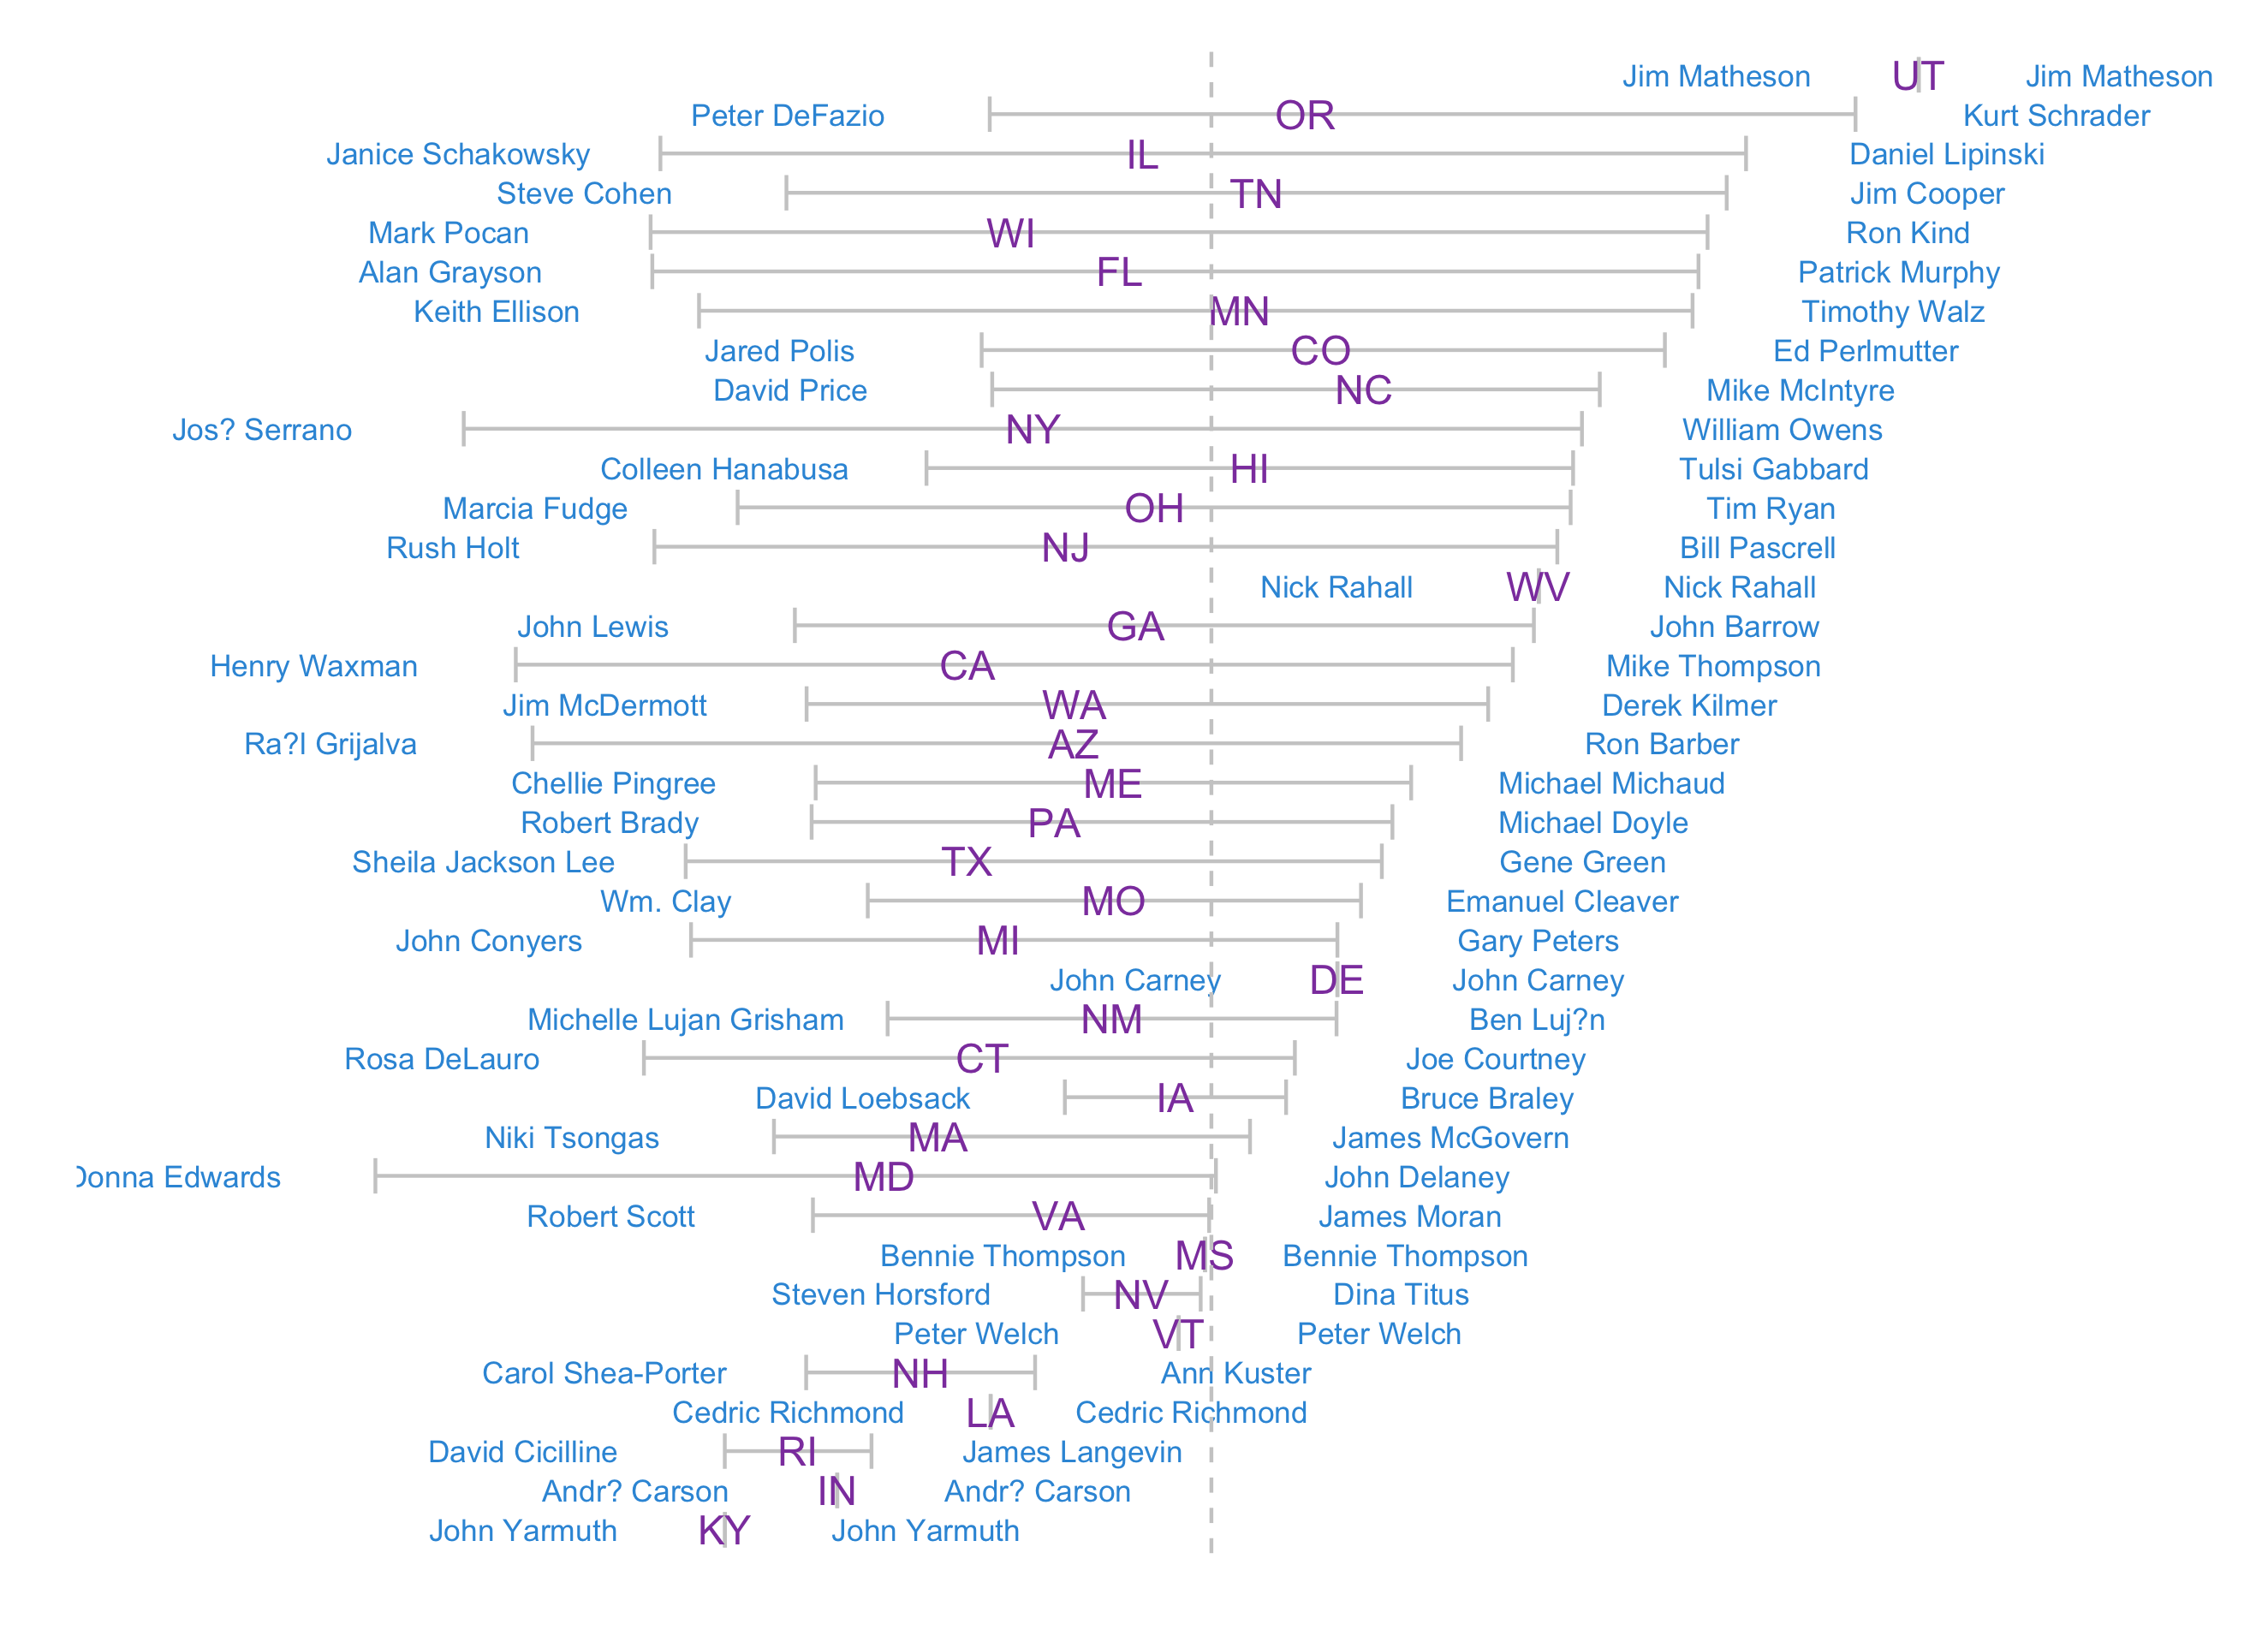 Jim Matheson UT Jim Matheson
Peter DeFazio OR Kurt Schrader
Janice Schakowsky IL Daniel Lipinski
Steve Cohen TN Jim Cooper
Mark Pocan WI Ron Kind
Alan Grayson FL Patrick Murphy
Keith Ellison MN Timothy Walz
Jared Polis CO Ed Perlmutter
David Price NC Mike McIntyre
Jos? Serrano NY William Owens
Colleen Hanabusa HI Tulsi Gabbard
Marcia Fudge OH Tim Ryan
Rush Holt NJ Bill Pascrell
Nick Rahall WV Nick Rahall
John Lewis GA John Barrow
Henry Waxman CA Mike Thompson
Jim McDermott WA Derek Kilmer
Ra?l Grijalva AZ Ron Barber
Chellie Pingree ME Michael Michaud
Robert Brady PA Michael Doyle
Sheila Jackson Lee TX Gene Green
Wm. Clay MO Emanuel Cleaver
John Conyers MI Gary Peters
John Carney DE John Carney
Michelle Lujan Grisham NM Ben Luj?n
Rosa DeLauro CT Joe Courtney
David Loebsack IA Bruce Braley
Niki Tsongas MA James McGovern
Donna Edwards MD John Delaney
Robert Scott VA James Moran
Bennie Thompson MS Bennie Thompson
Steven Horsford NV Dina Titus
Peter Welch VT Peter Welch
Carol Shea-Porter NH Ann Kuster
Cedric Richmond LA Cedric Richmond
David Cicilline RI James Langevin
Andr? Carson IN Andr? Carson
John Yarmuth KY John Yarmuth